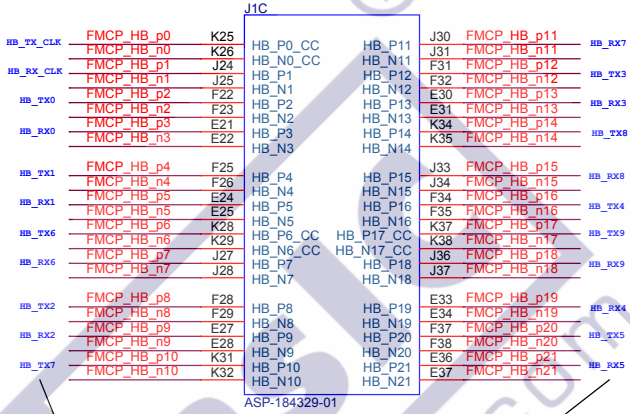 J1C
FMCP_HB_p0 K25 HB_P0_CC HB_P11 J30 FMCP_HB_p11
HB_TX_CLK HB_RX7
FMCP_HB_n0 K26 HB_N0_CC HB_N11 J31 FMCP_HB_n11
FMCP_HB_p1 J24 HB_P1 HB_P12 F31 FMCP_HB_p12
HB_RX_CLK HB_TX3
FMCP_HB_n1 J25 HB_N1 HB_N12 F32 FMCP_HB_n12
FMCP_HB_p2 F22 HB_P2 HB_P13 E30 FMCP_HB_p13
HB_TX0 HB_RX3
FMCP_HB_n2 F23 HB_N2 HB_N13 E31 FMCP_HB_n13
FMCP_HB_p3 E21 HB_P3 HB_P14 K34 FMCP_HB_p14
HB_RX0 HB_TX8
FMCP_HB_n3 E22 HB_N3 HB_N14 K35 FMCP_HB_n14
FMCP_HB_p4 F25 HB_P4 HB_P15 J33 FMCP_HB_p15
HB_TX1 HB_RX8
FMCP_HB_n4 F26 HB_N4 HB_N15 J34 FMCP_HB_n15
FMCP_HB_p5 E24 HB_P5 HB_P16 F34 FMCP_HB_p16
HB_RX1 HB_TX4
FMCP_HB_n5 E25 HB_N5 HB_N16 F35 FMCP_HB_n16
FMCP_HB_p6 K28 HB_P6_CC HB_P17_CC K37 FMCP_HB_p17
HB_TX6 HB_TX9
FMCP_HB_n6 K29 HB_N6_CC HB_N17_CC K38 FMCP_HB_n17
FMCP_HB_p7 J27 HB_P7 HB_P18 J36 FMCP_HB_p18
HB_RX6 HB_RX9
FMCP_HB_n7 J28 HB_N7 HB_N18 J37 FMCP_HB_n18
FMCP_HB_p8 F28 HB_P8 HB_P19 E33 FMCP_HB_p19
HB_TX2 HB_RX4
FMCP_HB_n8 F29 HB_N8 HB_N19 E34 FMCP_HB_n19
FMCP_HB_p9 E27 HB_P9 HB_P20 F37 FMCP_HB_p20
HB_RX2 HB_TX5
FMCP_HB_n9 E28 HB_N9 HB_N20 F38 FMCP_HB_n20
FMCP_HB_p10 K31 HB_P10 HB_P21 E36 FMCP_HB_p21
HB_TX7 HB_RX5
FMCP_HB_n10 K32 HB_N10 HB_N21 E37 FMCP_HB_n21
ASP-184329-01